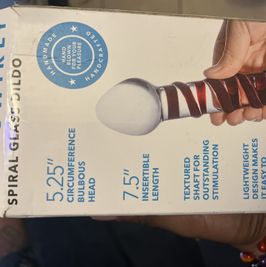 SPIRAL GLASS DILDO
HANDMADE
HAND
BLOWN
FOR YOUR
PLEASURE
HANDCRAFTED
5.25"
CIRCUMFERENCE
BULBOUS
HEAD
7.5"
INSERTIBLE
LENGTH
TEXTURED
SHAFT FOR
OUTSTANDING
STIMULATION
LIGHTWEIGHT
DESIGN MAKES
IT EASY TO